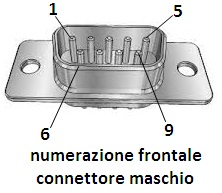 1 5
6 9
numerazione frontale
connettore maschio